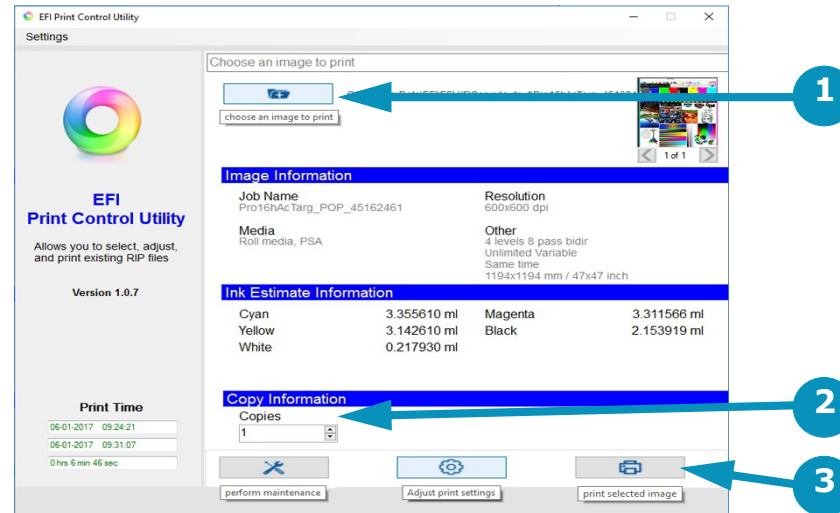 EFI Print Control Utility
Settings
Choose an image to print
choose an image to print
1
1 of 1
Image Information
Job Name
Pro16hAcTarg_POP_45162461
Resolution
600x600 dpi
Media
Roll media, PSA
Other
4 levels 8 pass bidir
Unlimited Variable
Same time
1194x1194 mm / 47x47 inch
EFI
Print Control Utility
Allows you to select, adjust,
and print existing RIP files
Version 1.0.7
Ink Estimate Information
Cyan 3.355610 ml Magenta 3.311566 ml
Yellow 3.142610 ml Black 2.153919 ml
White 0.217930 ml
Copy Information
Copies
1
2
Print Time
06-01-2017 09:24:21
06-01-2017 09:31:07
0 hrs 6 min 46 sec
perform maintenance
Adjust print settings
print selected image
3